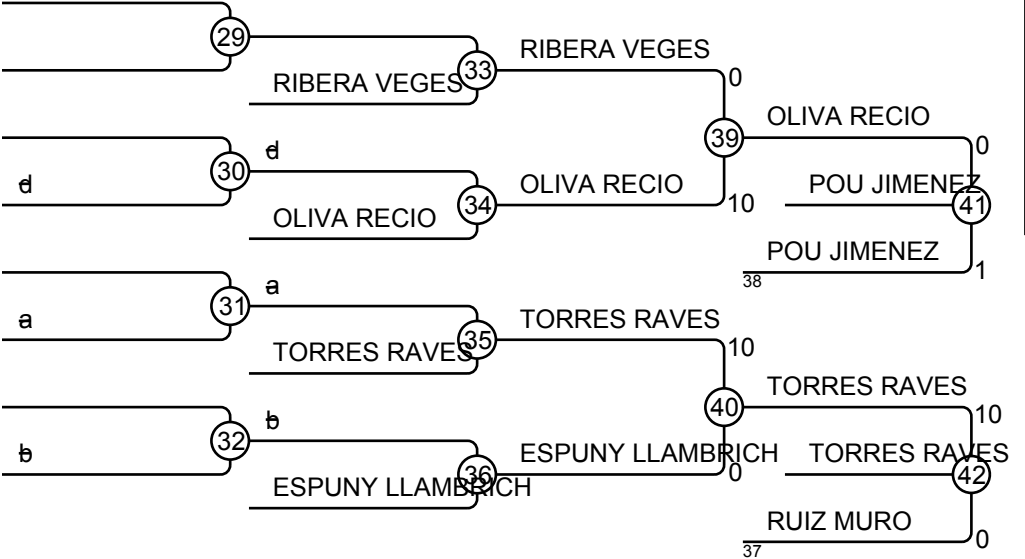 29
RIBERA VEGES
33
RIBERA VEGES
0
39
OLIVA RECIO
0
d
30
d
OLIVA RECIO
34
OLIVA RECIO
10
POU JIMENEZ
41
POU JIMENEZ
38
1
a
31
a
TORRES RAVES
35
TORRES RAVES
10
40
TORRES RAVES
10
b
32
b
ESPUNY LLAMBRICH
36
ESPUNY LLAMBRICH
0
TORRES RAVES
42
RUIZ MURO
37
0